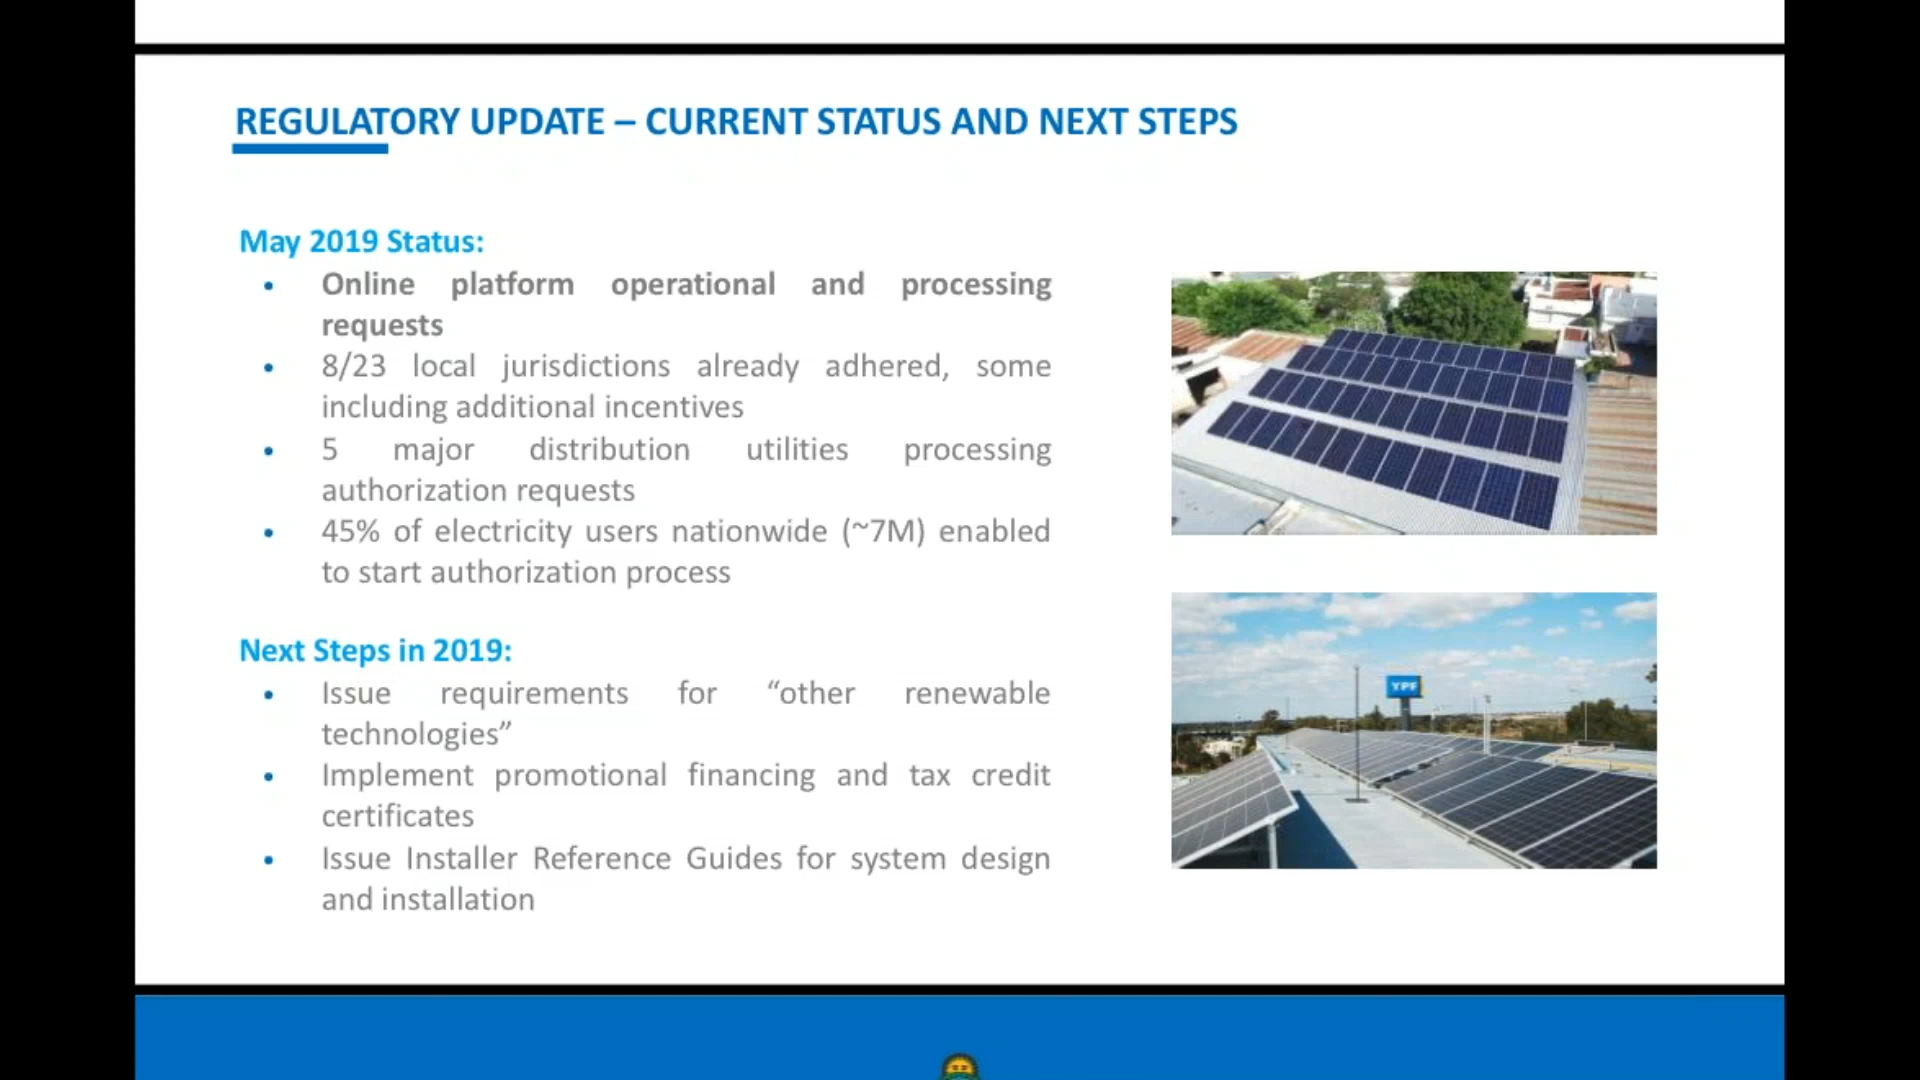 REGULATORY UPDATE – CURRENT STATUS AND NEXT STEPS
May 2019 Status:
• Online platform operational and processing
requests
• 8/23 local jurisdictions already adhered, some
including additional incentives
• 5 major distribution utilities processing
authorization requests
• 45% of electricity users nationwide (~7M) enabled
to start authorization process
Next Steps in 2019:
• Issue requirements for “other renewable
technologies”
• Implement promotional financing and tax credit
certificates
• Issue Installer Reference Guides for system design
and installation
YPF